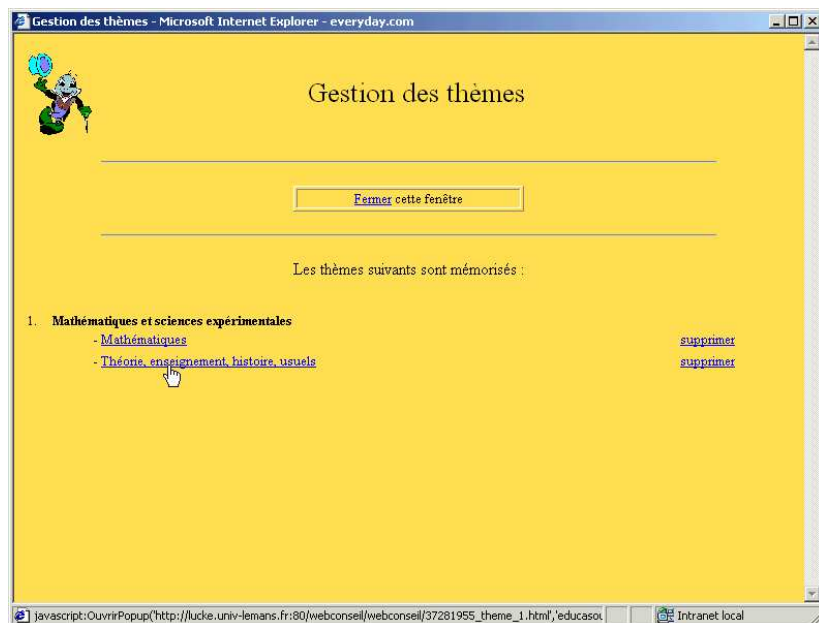 Gestion des thèmes - Microsoft Internet Explorer - everyday.com
Gestion des thèmes
Fermer cette fenêtre
Les thèmes suivants sont mémorisés :
1. Mathématiques et sciences expérimentales
- Mathématiques supprimer
- Théorie, enseignement, histoire, usuels supprimer
javascript:OuvrirPopup('http://lucke.univ-lemans.fr:80/webconseil/webconseil/37281955_theme_1.html','educasou Intranet local